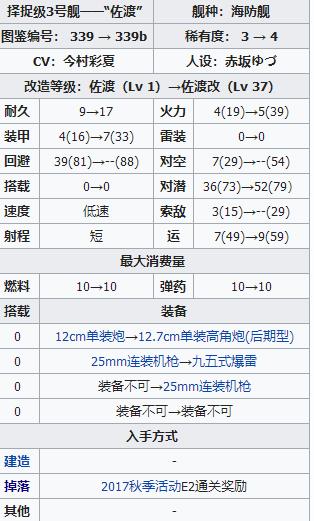 择捉级3号舰——“佐渡” 舰种：海防舰
图鉴编号： 339 → 339b 稀有度： 3 → 4
CV：今村彩夏 人设：赤坂ゆづ
改造等级：佐渡（Lv 1）→佐渡改（Lv 37）
耐久 9→17 火力 4(19)→5(39)
装甲 4(16)→7(33) 雷装 0→0
回避 39(81)→--(88) 对空 7(29)→--(54)
搭载 0→0 对潜 36(73)→52(79)
速度 低速 索敌 3(15)→--(29)
射程 短 运 7(49)→9(59)
最大消费量
燃料 10→10 弹药 10→10
搭载 装备
0 12cm单装炮→12.7cm单装高角炮(后期型)
0 25mm连装机枪→九五式爆雷
0 装备不可→25mm连装机枪
0 装备不可→装备不可
入手方式
建造 -
掉落 2017秋季活动E2通关奖励
其他 -